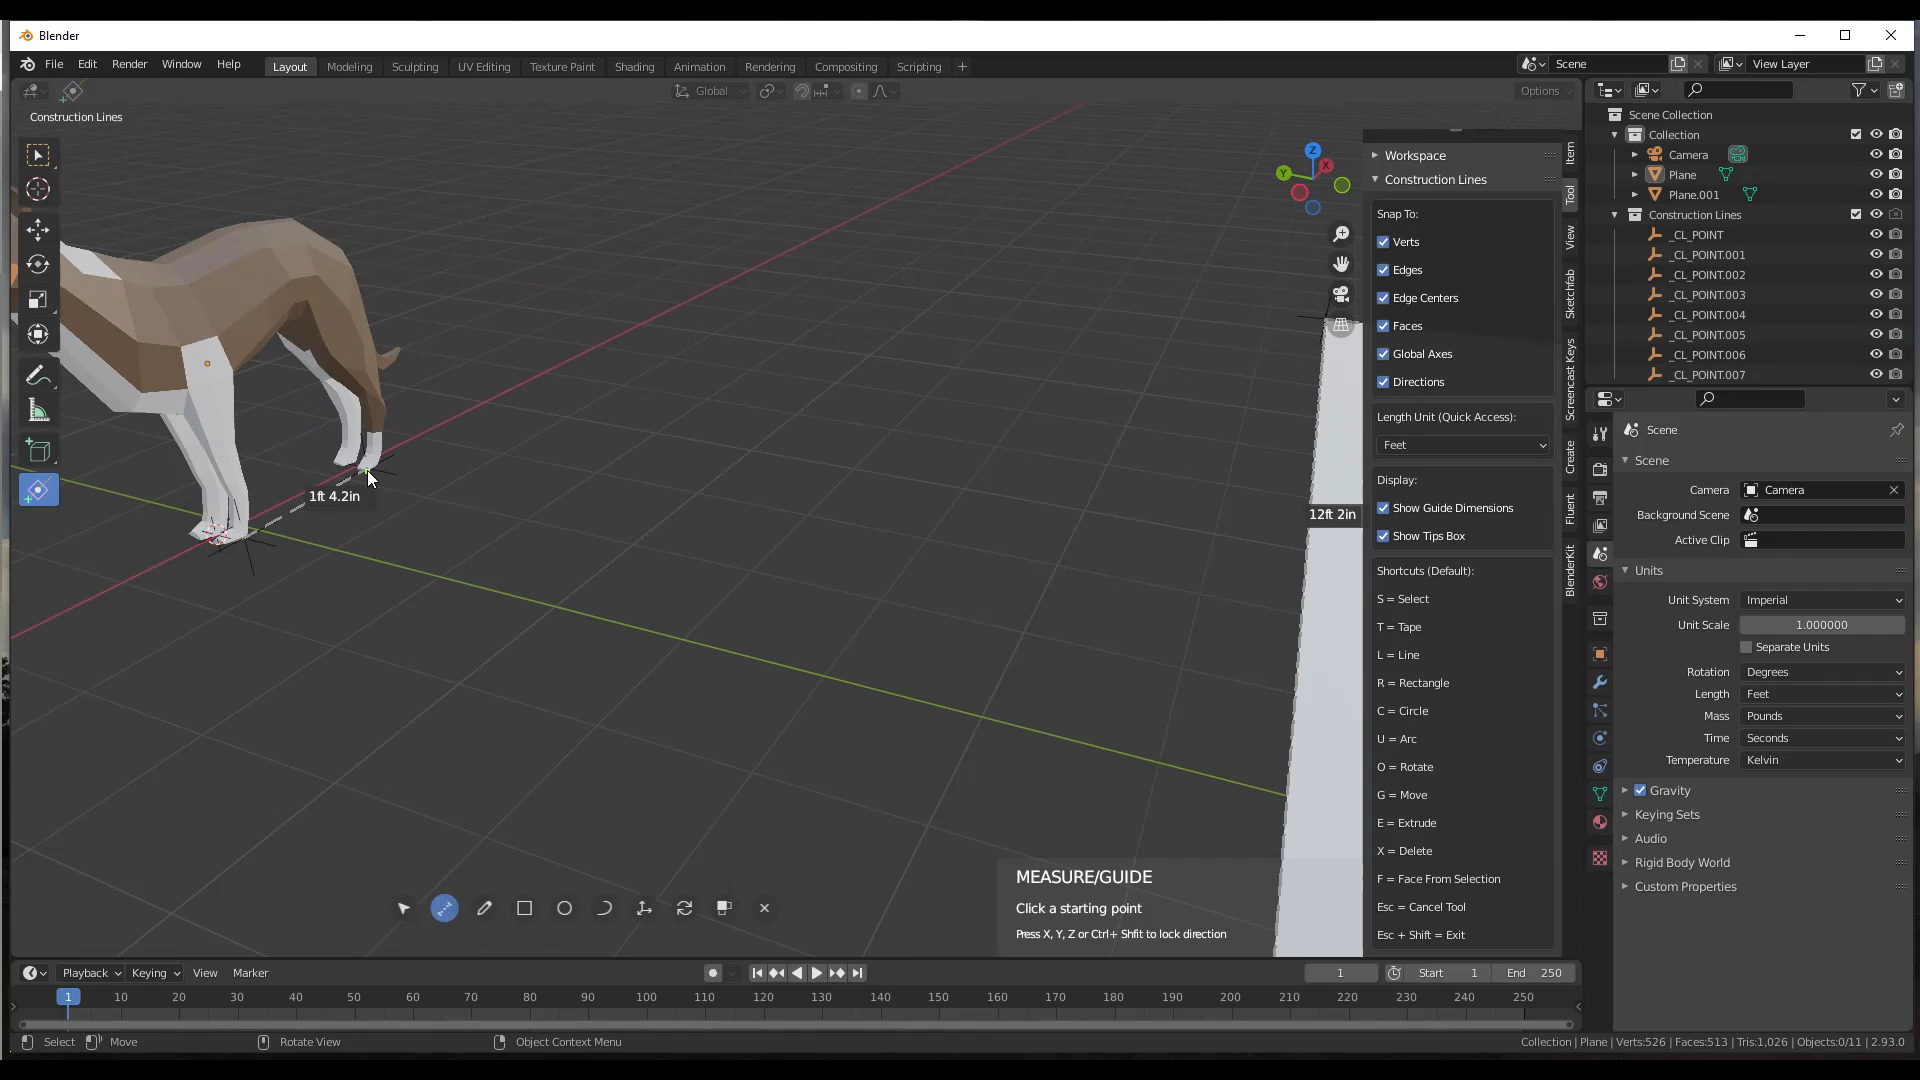 Blender
File Edit Render Window Help
Layout Modeling Sculpting UV Editing Texture Paint Shading Animation Rendering Compositing Scripting +
Scene
View Layer
Global
Options
Construction Lines
Z
Y
X
1ft 4.2in
12ft 2in
MEASURE/GUIDE
Click a starting point
Press X, Y, Z or Ctrl+ Shfit to lock direction
Workspace
Construction Lines
Snap To:
Verts
Edges
Edge Centers
Faces
Global Axes
Directions
Length Unit (Quick Access):
Feet
Display:
Show Guide Dimensions
Show Tips Box
Shortcuts (Default):
S = Select
T = Tape
L = Line
R = Rectangle
C = Circle
U = Arc
O = Rotate
G = Move
E = Extrude
X = Delete
F = Face From Selection
Esc = Cancel Tool
Esc + Shift = Exit
Item
Tool
View
Sketchfab
Screencast Keys
Create
Fluent
BlenderKit
Scene Collection
Collection
Camera
Plane
Plane.001
Construction Lines
_CL_POINT
_CL_POINT.001
_CL_POINT.002
_CL_POINT.003
_CL_POINT.004
_CL_POINT.005
_CL_POINT.006
_CL_POINT.007
Scene
Scene
Camera Camera
Background Scene
Active Clip
Units
Unit System Imperial
Unit Scale 1.000000
Separate Units
Rotation Degrees
Length Feet
Mass Pounds
Time Seconds
Temperature Kelvin
Gravity
Keying Sets
Audio
Rigid Body World
Custom Properties
Playback Keying View Marker
1 Start 1 End 250
1 10 20 30 40 50 60 70 80 90 100 110 120 130 140 150 160 170 180 190 200 210 220 230 240 250
Select Move Rotate View Object Context Menu
Collection | Plane | Verts:526 | Faces:513 | Tris:1,026 | Objects:0/11 | 2.93.0